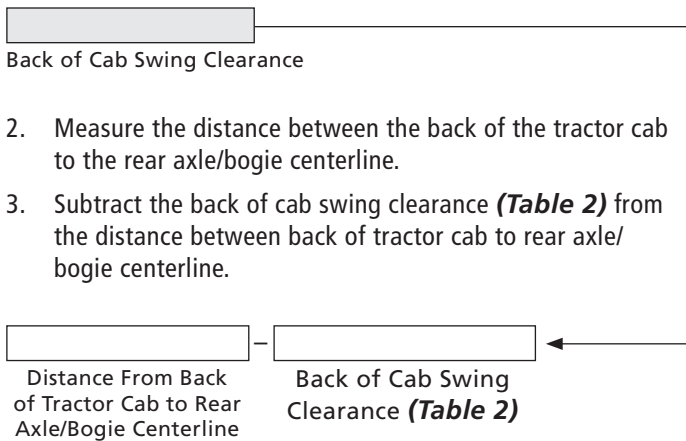 Back of Cab Swing Clearance
2. Measure the distance between the back of the tractor cab
to the rear axle/bogie centerline.
3. Subtract the back of cab swing clearance (Table 2) from
the distance between back of tractor cab to rear axle/
bogie centerline.
–
Distance From Back
of Tractor Cab to Rear
Axle/Bogie Centerline
Back of Cab Swing
Clearance (Table 2)